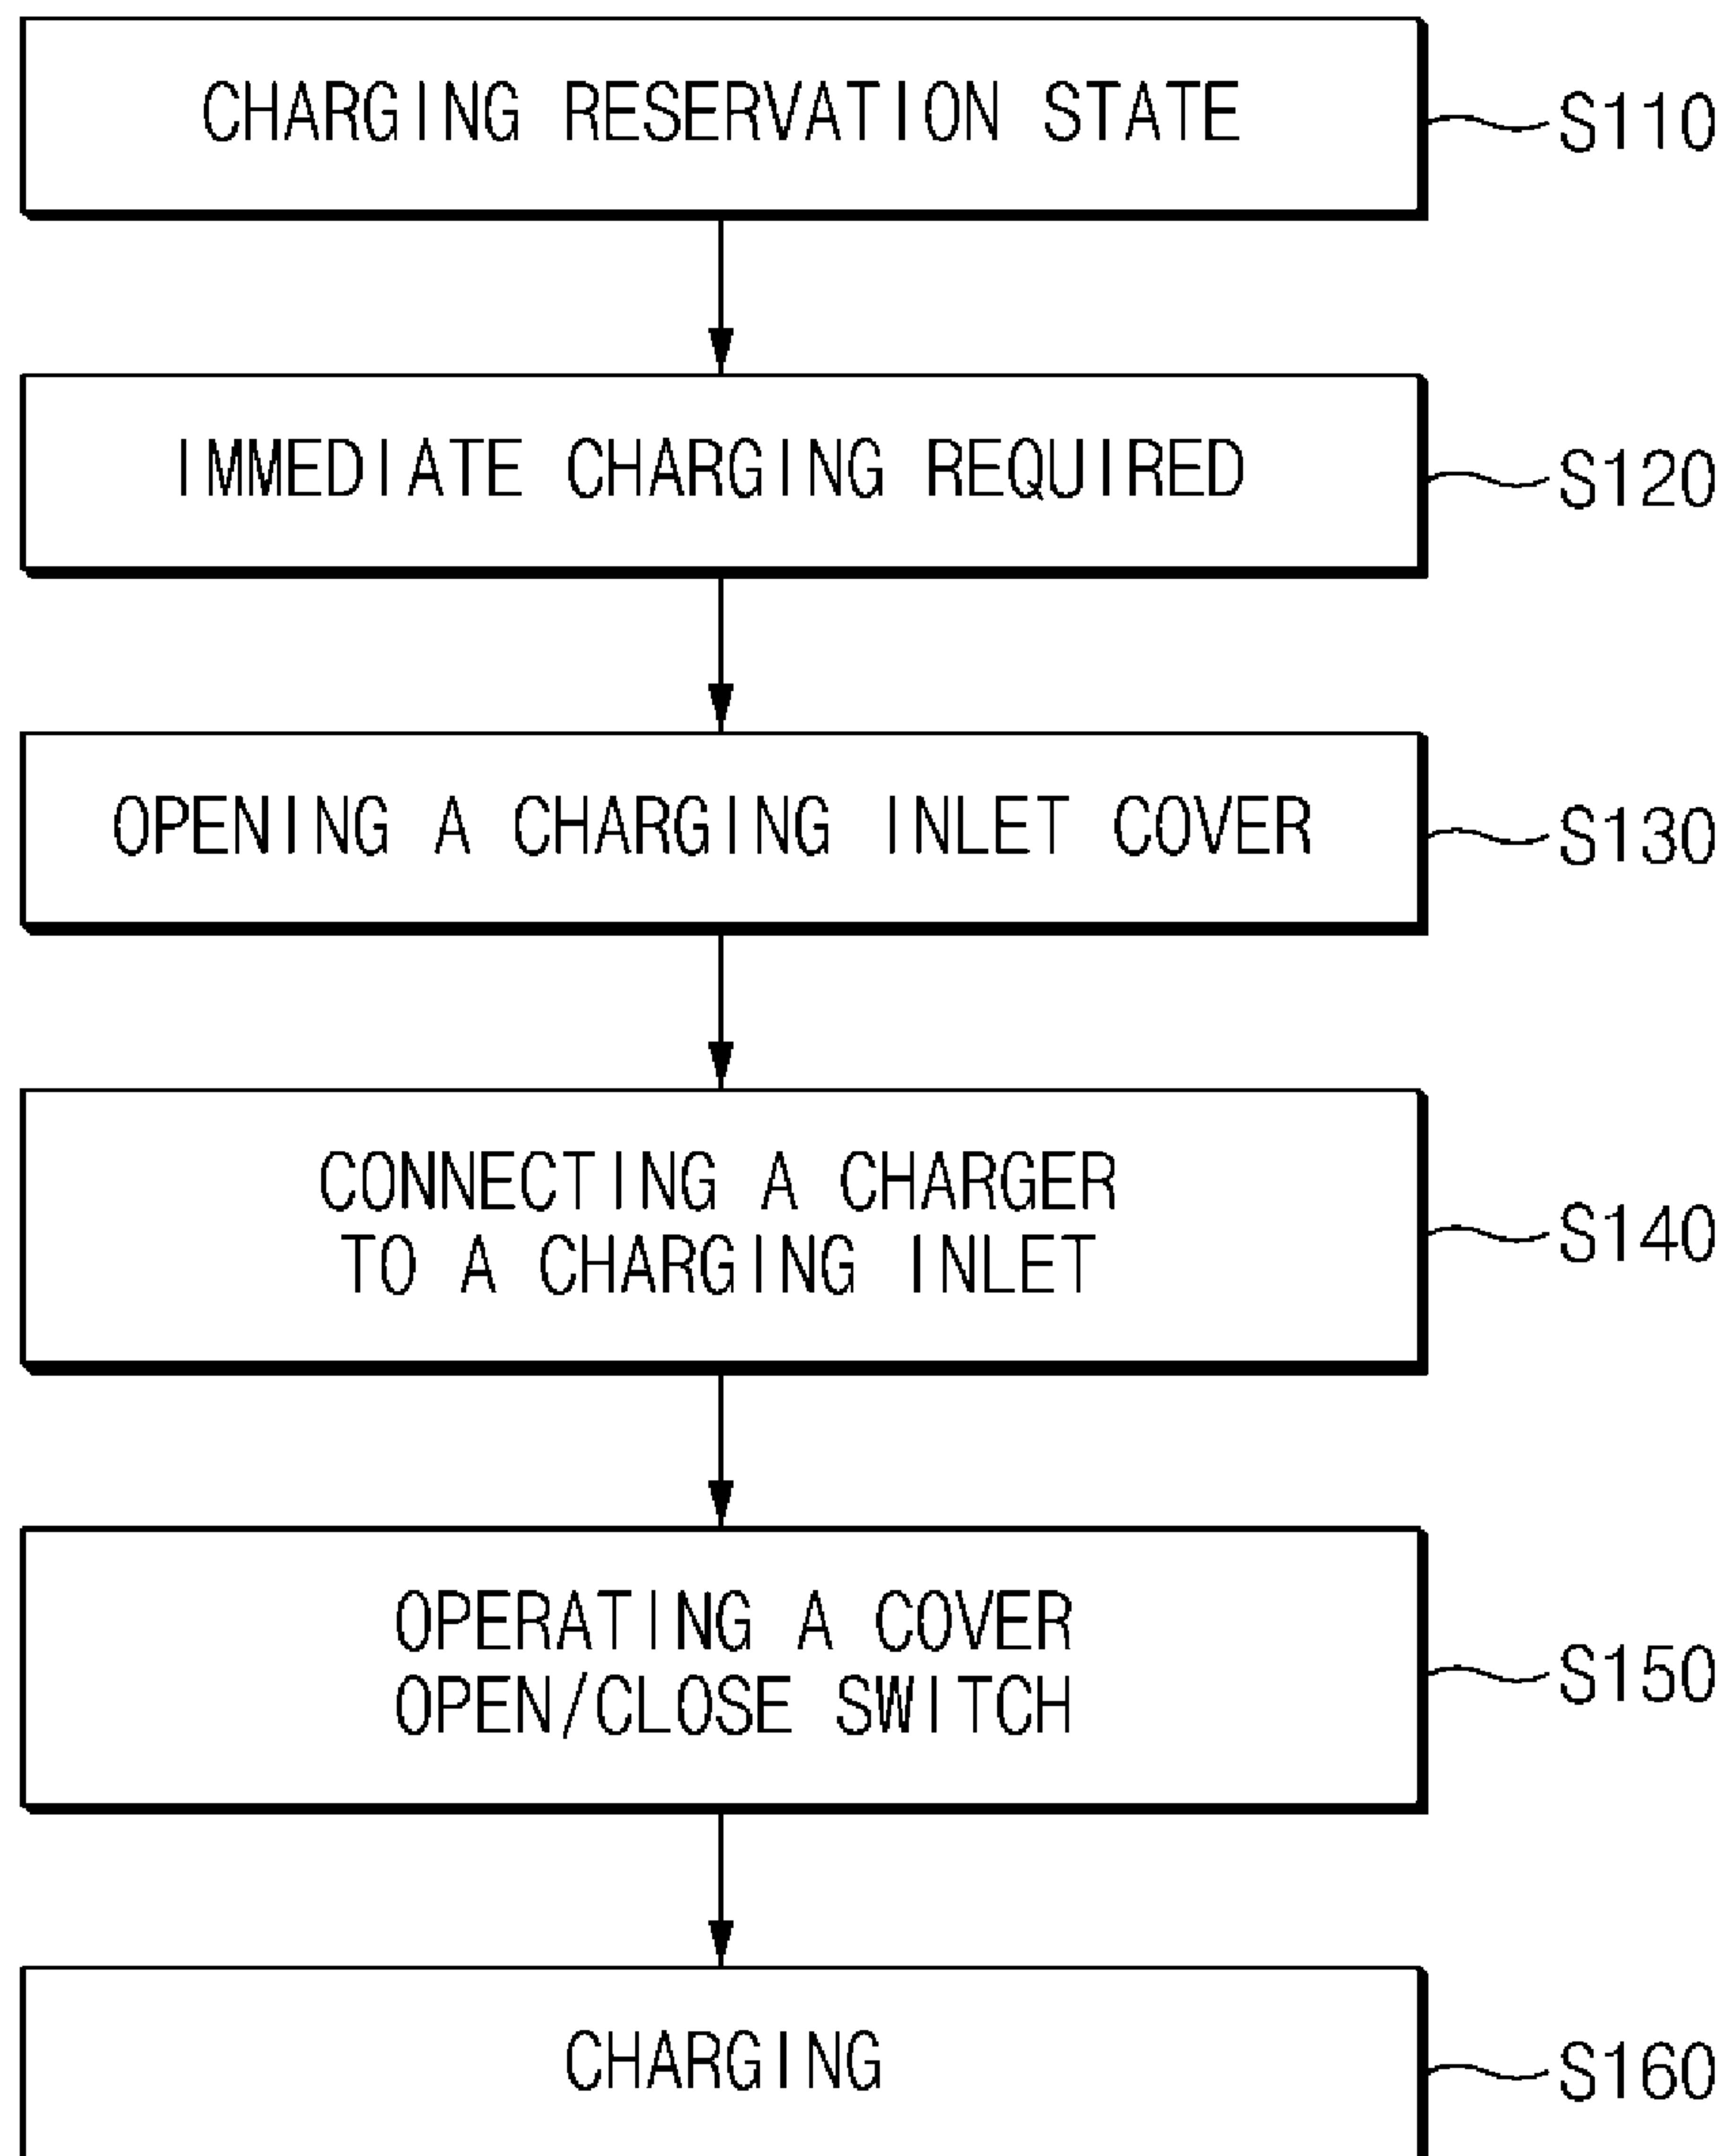 CHARGING RESERVATION STATE
S110
IMMEDIATE CHARGING REQUIRED
S120
OPENING A CHARGING INLET COVER
S130
CONNECTING A CHARGER
TO A CHARGING INLET
S140
OPERATING A COVER
OPEN/CLOSE SWITCH
S150
CHARGING
S160